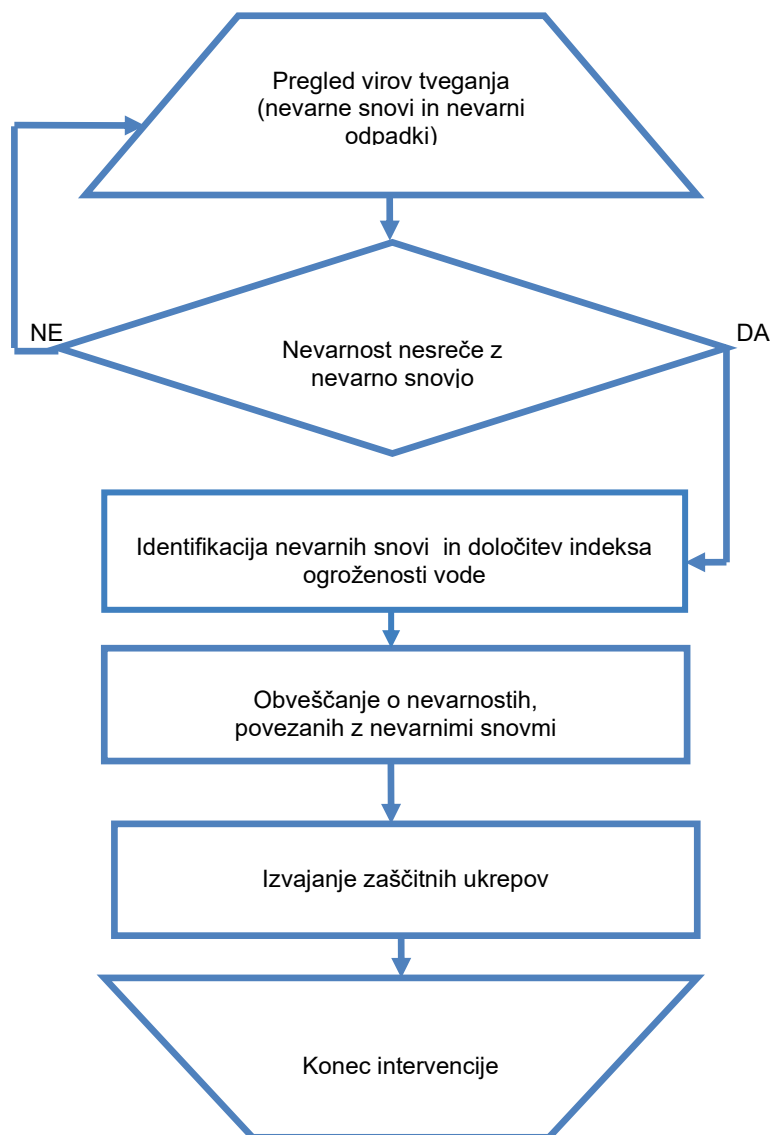 Pregled virov tveganja
(nevarne snovi in nevarni
odpadki)
NE
DA
Nevarnost nesreče z
nevarno snovjo
Identifikacija nevarnih snovi  in določitev indeksa
ogroženosti vode
Obveščanje o nevarnostih,
povezanih z nevarnimi snovmi
Izvajanje zaščitnih ukrepov
Konec intervencije